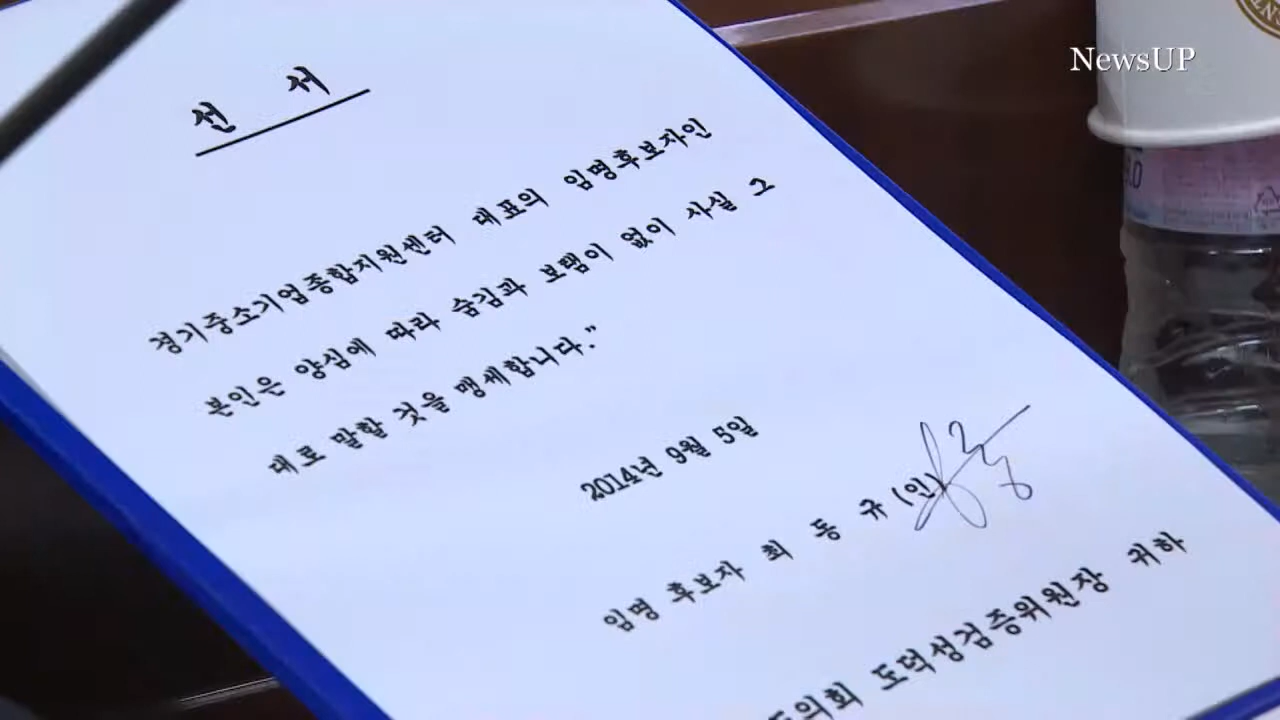 NewsUP
선 서
경기중소기업종합지원센터 대표의 임명후보자인
본인은 양심에 따라 숨김과 보탬이 없이 사실 그
대로 말할 것을 맹세합니다."
2014년 9월 5일
임명 후보자 최 동 규 (인)
도의회 도덕성검증위원장 귀하